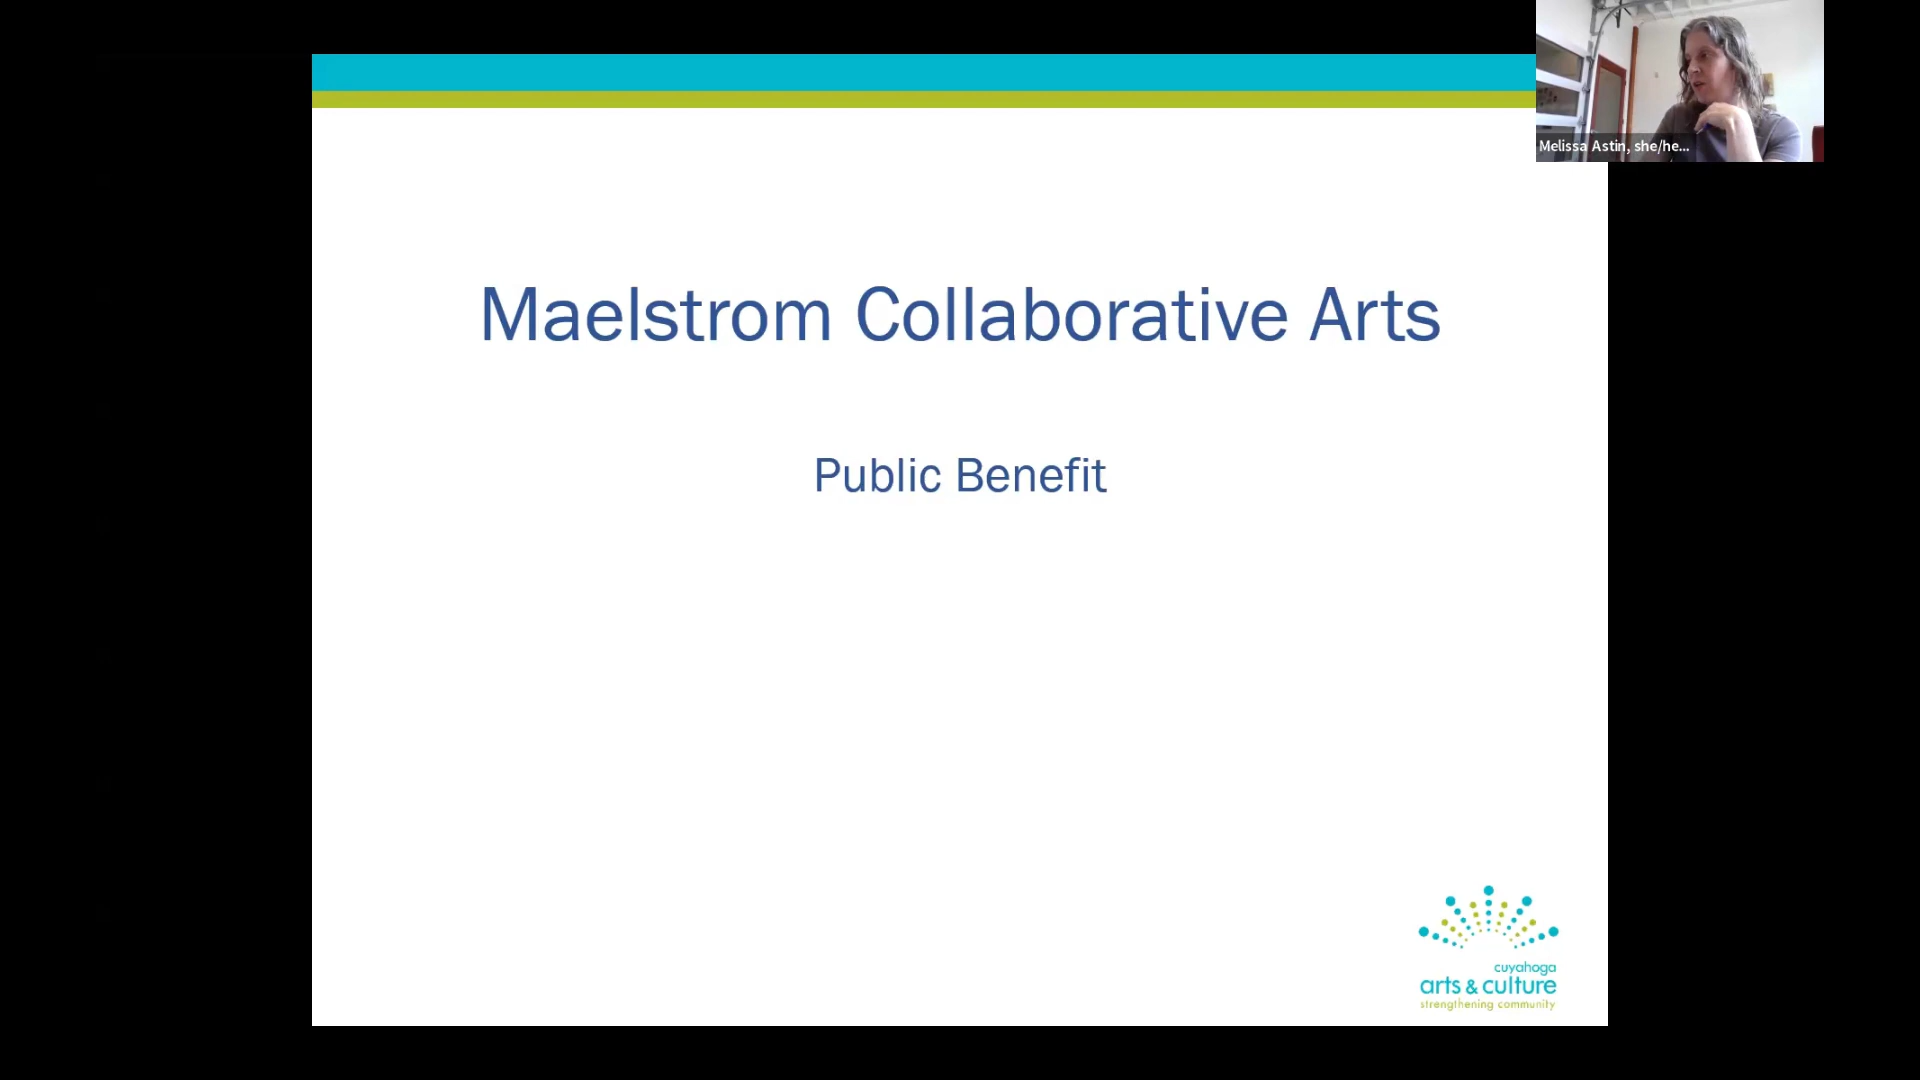 Melissa Astin, she/he...
Maelstrom Collaborative Arts
Public Benefit
cuyahoga
arts & culture
strengthening community